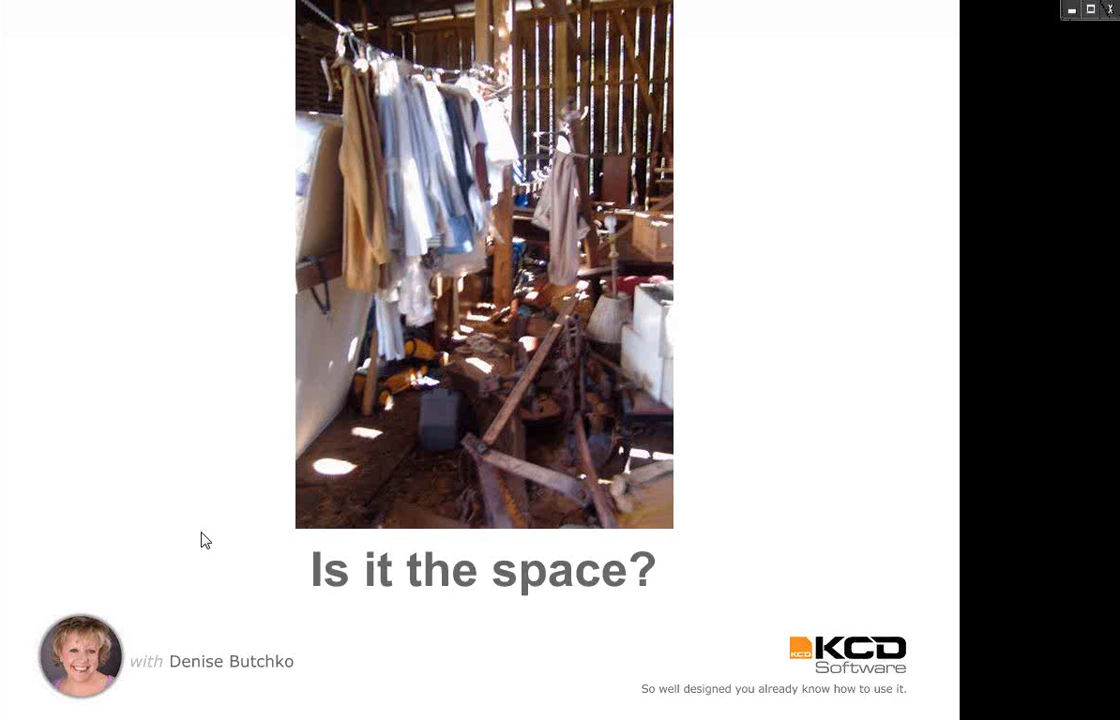 Is it the space?
with Denise Butchko
KCD
KCD
Software
So well designed you already know how to use it.